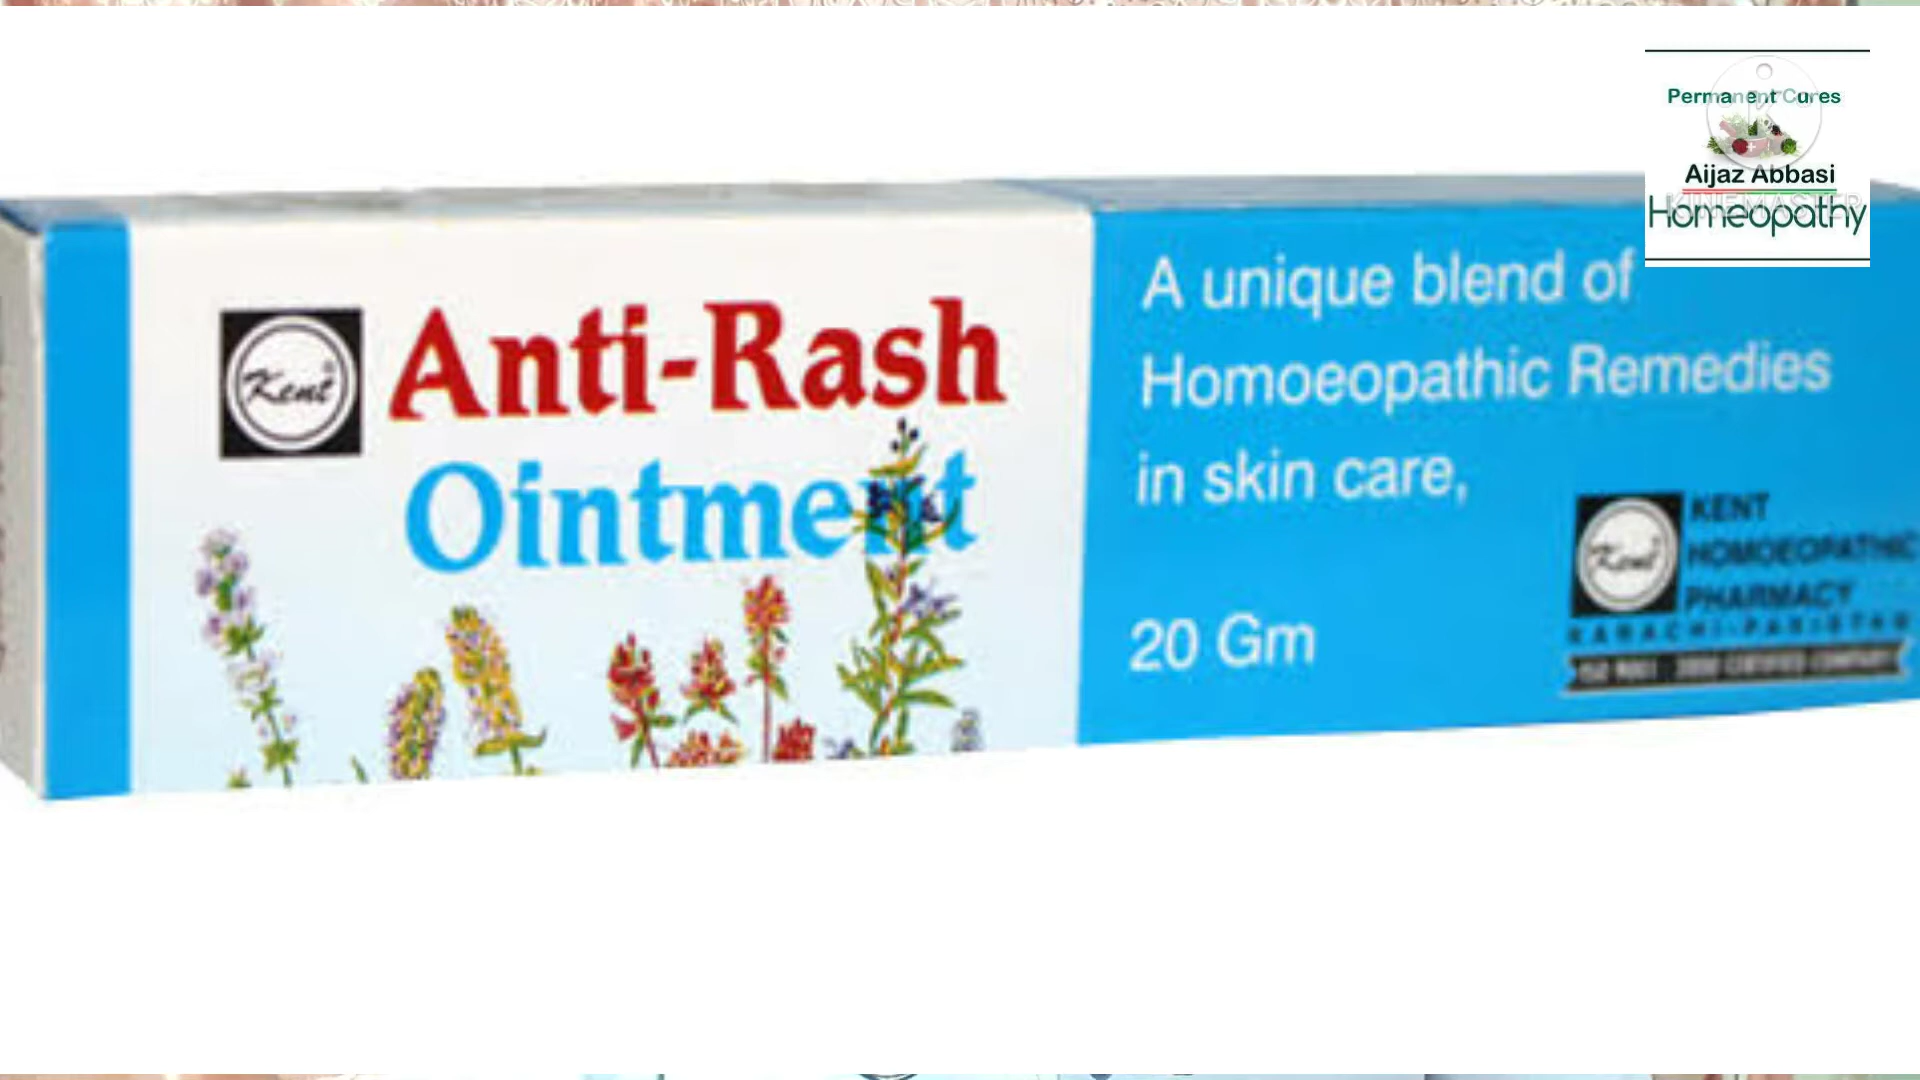 Permanent Cures
Aijaz Abbasi
Homeopathy
KINEMASTER
Kent
Anti-Rash
Ointment
A unique blend of
Homoeopathic Remedies
in skin care,
20 Gm
Kent
KENT
HOMOEOPATHIC
PHARMACY
KARACHI-PAKISTAN